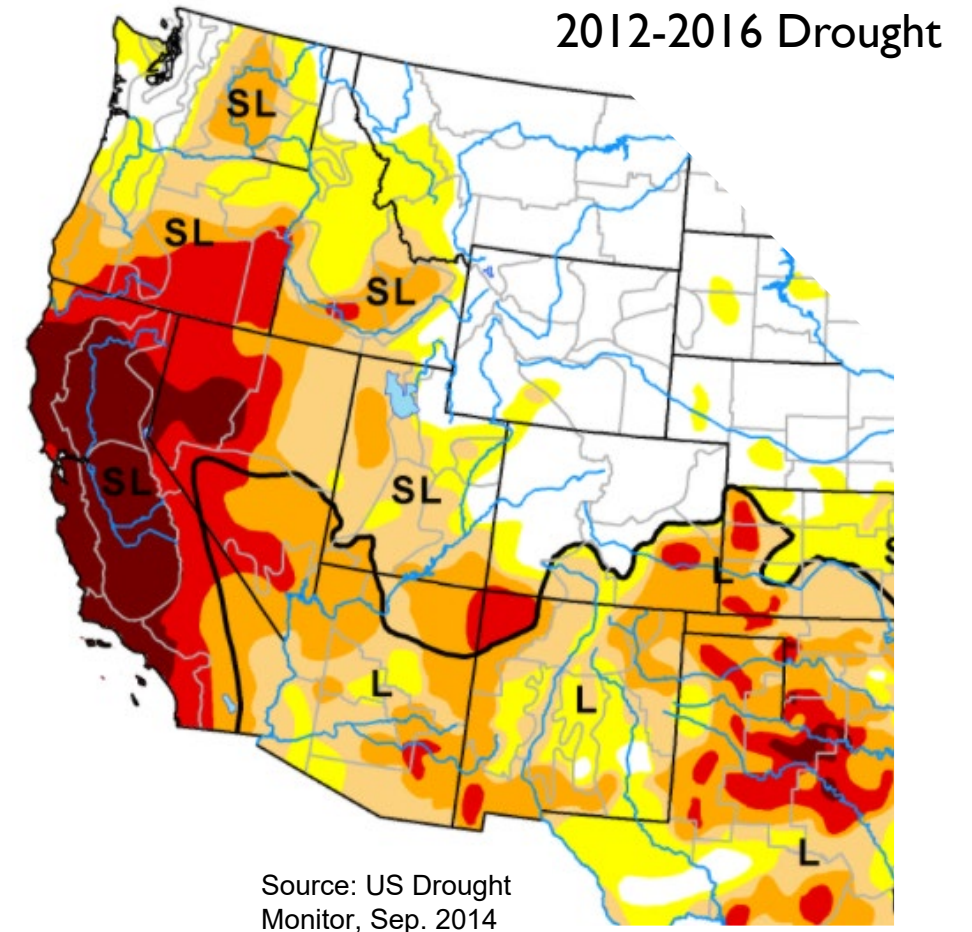 2012-2016 Drought
SL
SL
SL
SL
SL
S
L
L
L
L
Source: US Drought
Monitor, Sep. 2014